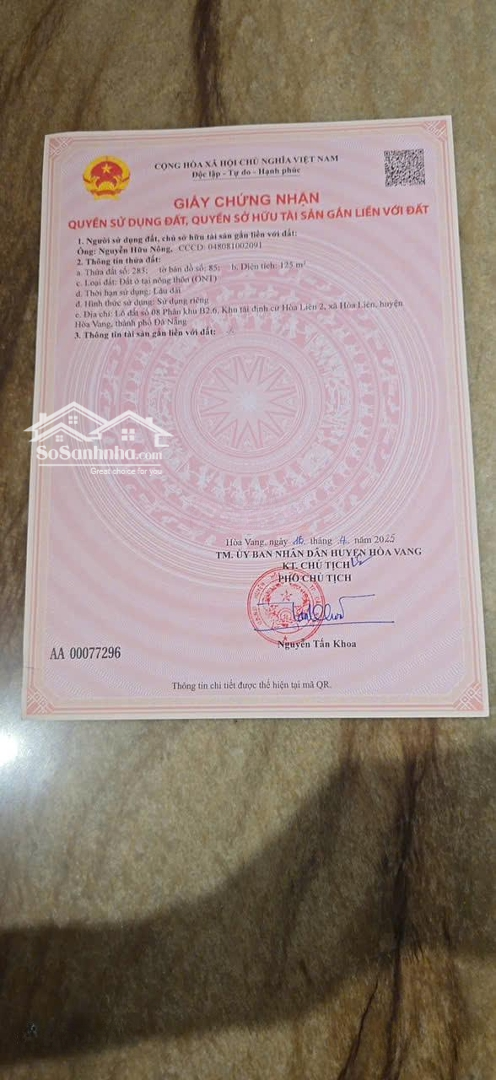 CỘNG HÒA XÃ HỘI CHỦ NGHĨA VIỆT NAM
Độc lập - Tự do - Hạnh phúc
GIẤY CHỨNG NHẬN
QUYỀN SỬ DỤNG ĐẤT, QUYỀN SỞ HỮU TÀI SẢN GẮN LIỀN VỚI ĐẤT
1. Người sử dụng đất, chủ sở hữu tài sản gắn liền với đất:
Ông: Nguyễn Hữu Nông, CCCD: 048081002091
2. Thông tin thửa đất:
a. Thửa đất số: 283; tờ bản đồ số: 85; b. Diện tích: 125 m²
c. Loại đất: Đất ở tại nông thôn (ONT)
d. Thời hạn sử dụng: Lâu dài
đ. Hình thức sử dụng: Sử dụng riêng
e. Địa chỉ: Lô đất số 08 Phân khu B2.6, Khu tái định cư Hòa Liên 2, xã Hòa Liên, huyện
Hòa Vang, thành phố Đà Nẵng
3. Thông tin tài sản gắn liền với đất:
SoSanhnha.com
Great choice for you
Hòa Vang, ngày 16 tháng 4 năm 2025
TM. ỦY BAN NHÂN DÂN HUYỆN HÒA VANG
KT. CHỦ TỊCH
PHÓ CHỦ TỊCH
Nguyễn Tấn Khoa
AA 00077296
Thông tin chi tiết được thể hiện tại mã QR.